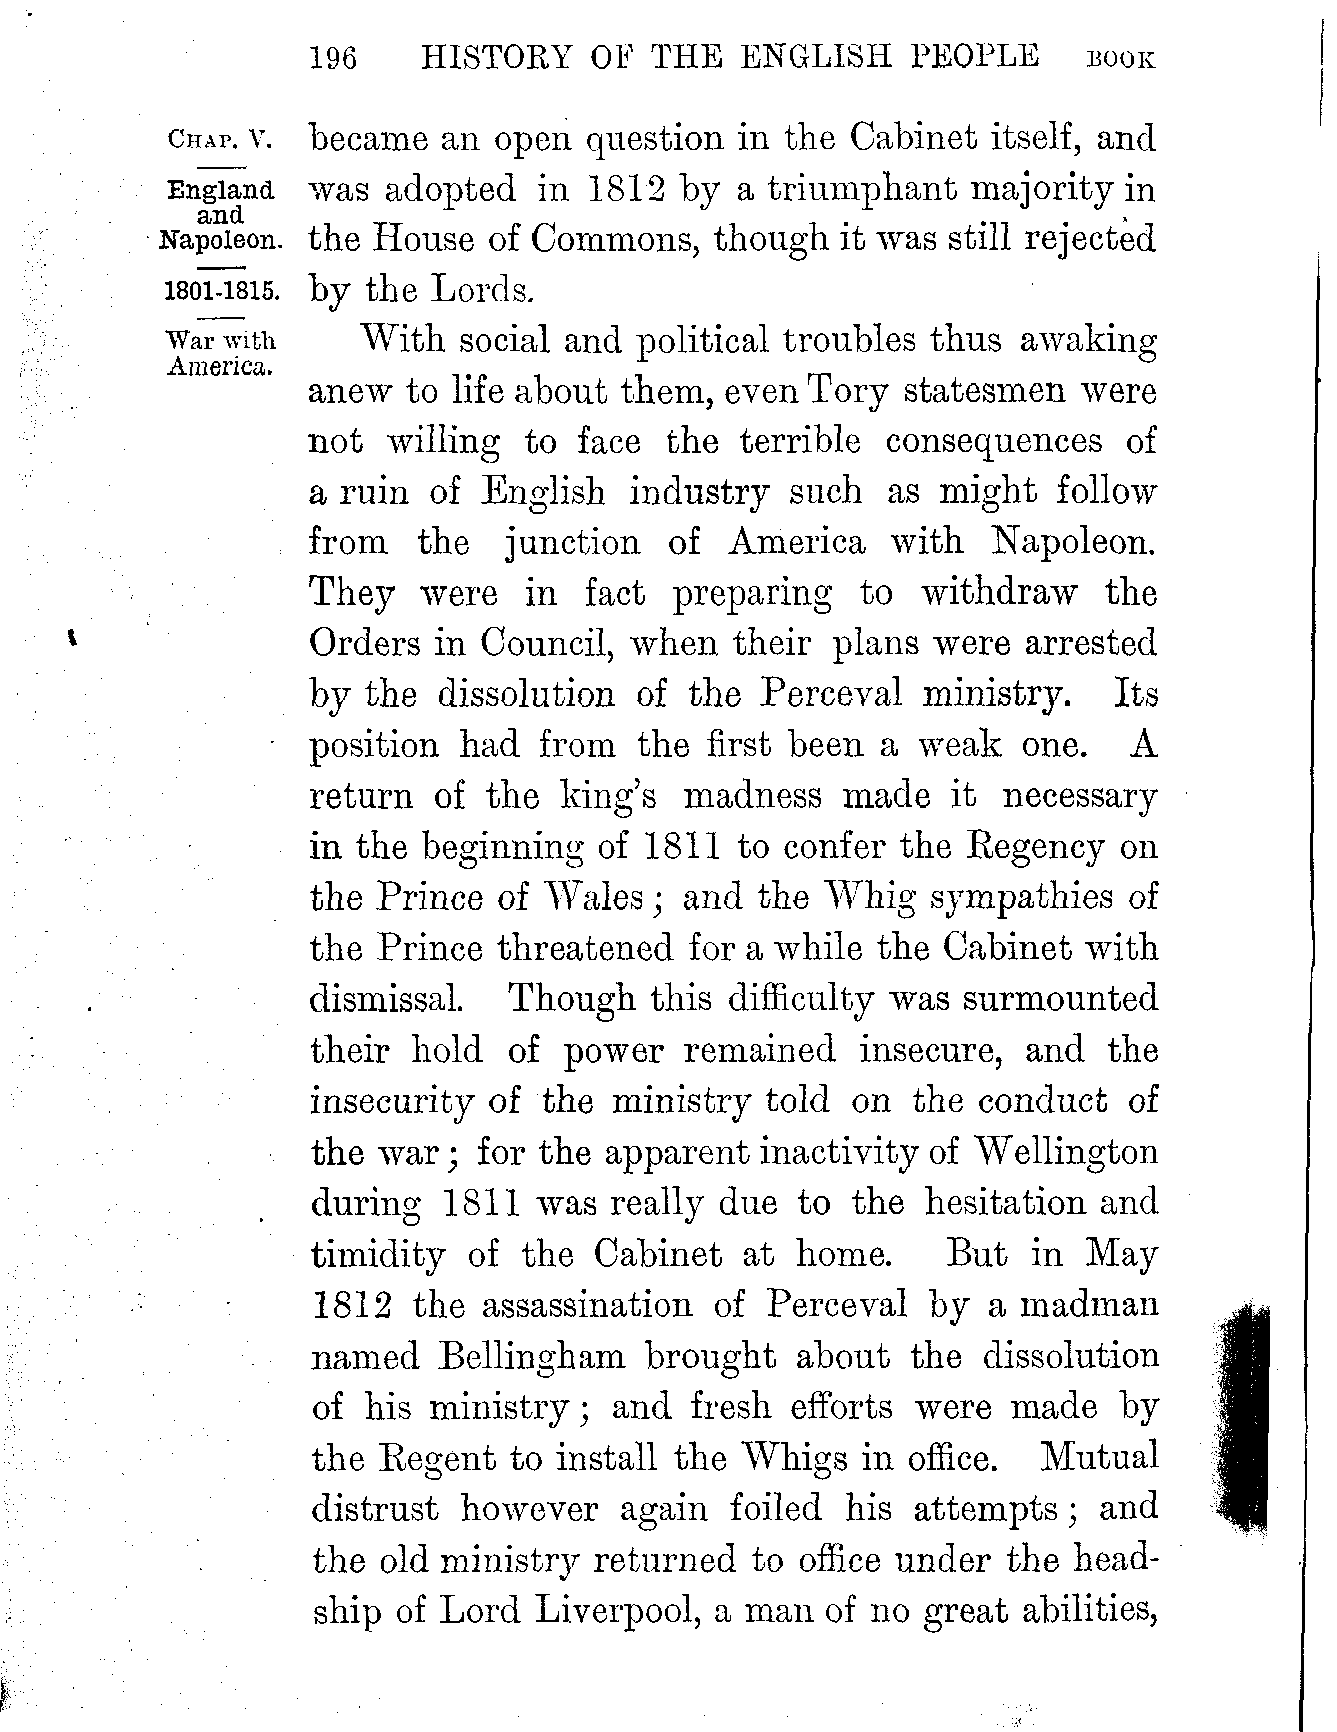 196 HISTORY OF THE ENGLISH PEOPLE BOOK
CHAP. V.
England
and
Napoleon.
1801-1815.
War with
America.
became an open question in the Cabinet itself, and
was adopted in 1812 by a triumphant majority in
the House of Commons, though it was still rejected
by the Lords.
With social and political troubles thus awaking
anew to life about them, even Tory statesmen were
not willing to face the terrible consequences of
a ruin of English industry such as might follow
from the junction of America with Napoleon.
They were in fact preparing to withdraw the
Orders in Council, when their plans were arrested
by the dissolution of the Perceval ministry. Its
position had from the first been a weak one. A
return of the king's madness made it necessary
in the beginning of 1811 to confer the Regency on
the Prince of Wales; and the Whig sympathies of
the Prince threatened for a while the Cabinet with
dismissal. Though this difficulty was surmounted
their hold of power remained insecure, and the
insecurity of the ministry told on the conduct of
the war; for the apparent inactivity of Wellington
during 1811 was really due to the hesitation and
timidity of the Cabinet at home. But in May
1812 the assassination of Perceval by a madman
named Bellingham brought about the dissolution
of his ministry; and fresh efforts were made by
the Regent to install the Whigs in office. Mutual
distrust however again foiled his attempts; and
the old ministry returned to office under the head-
ship of Lord Liverpool, a man of no great abilities,